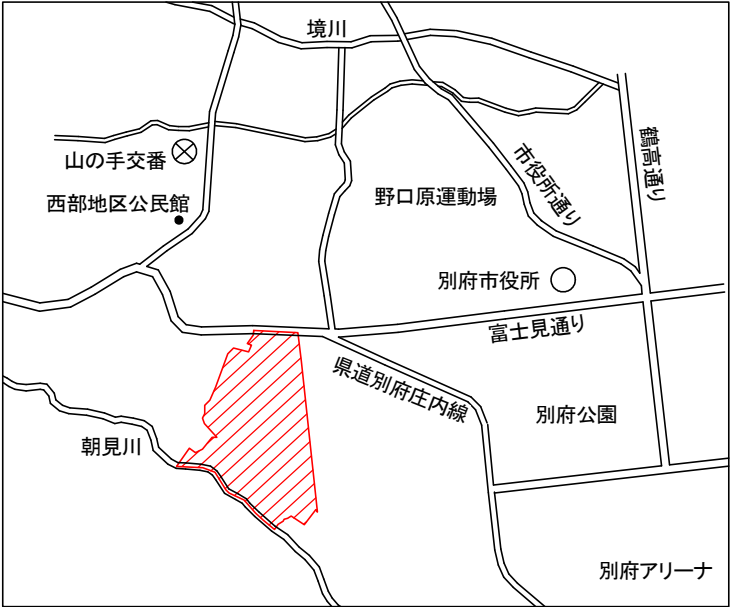 境川
鶴高通り
山の手交番
市役所通り
西部地区公民館
野口原運動場
別府市役所
富士見通り
県道別府庄内線
別府公園
朝見川
別府アリーナ